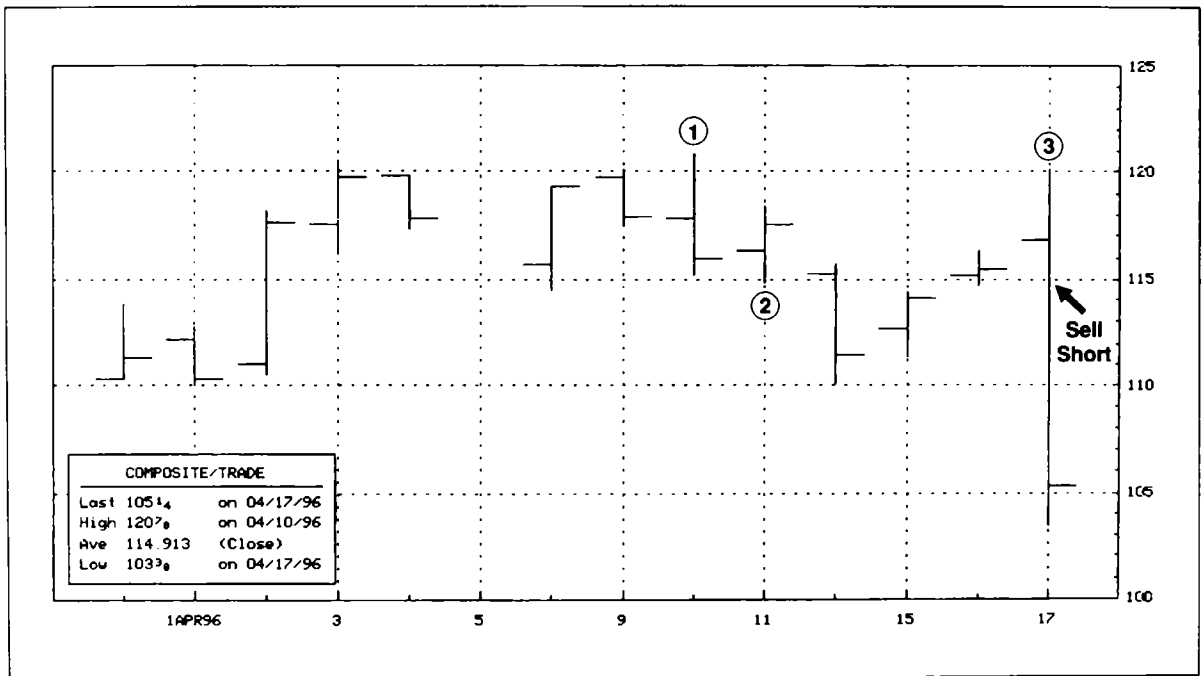 125
①
③
120
115
②
Sell
Short
110
COMPOSITE/TRADE
Last 105¼ on 04/17/96
High 120⅞ on 04/10/96
Ave 114.913 (Close)
Low 103⅜ on 04/17/96
105
100
1APR96 3 5 9 11 15 17